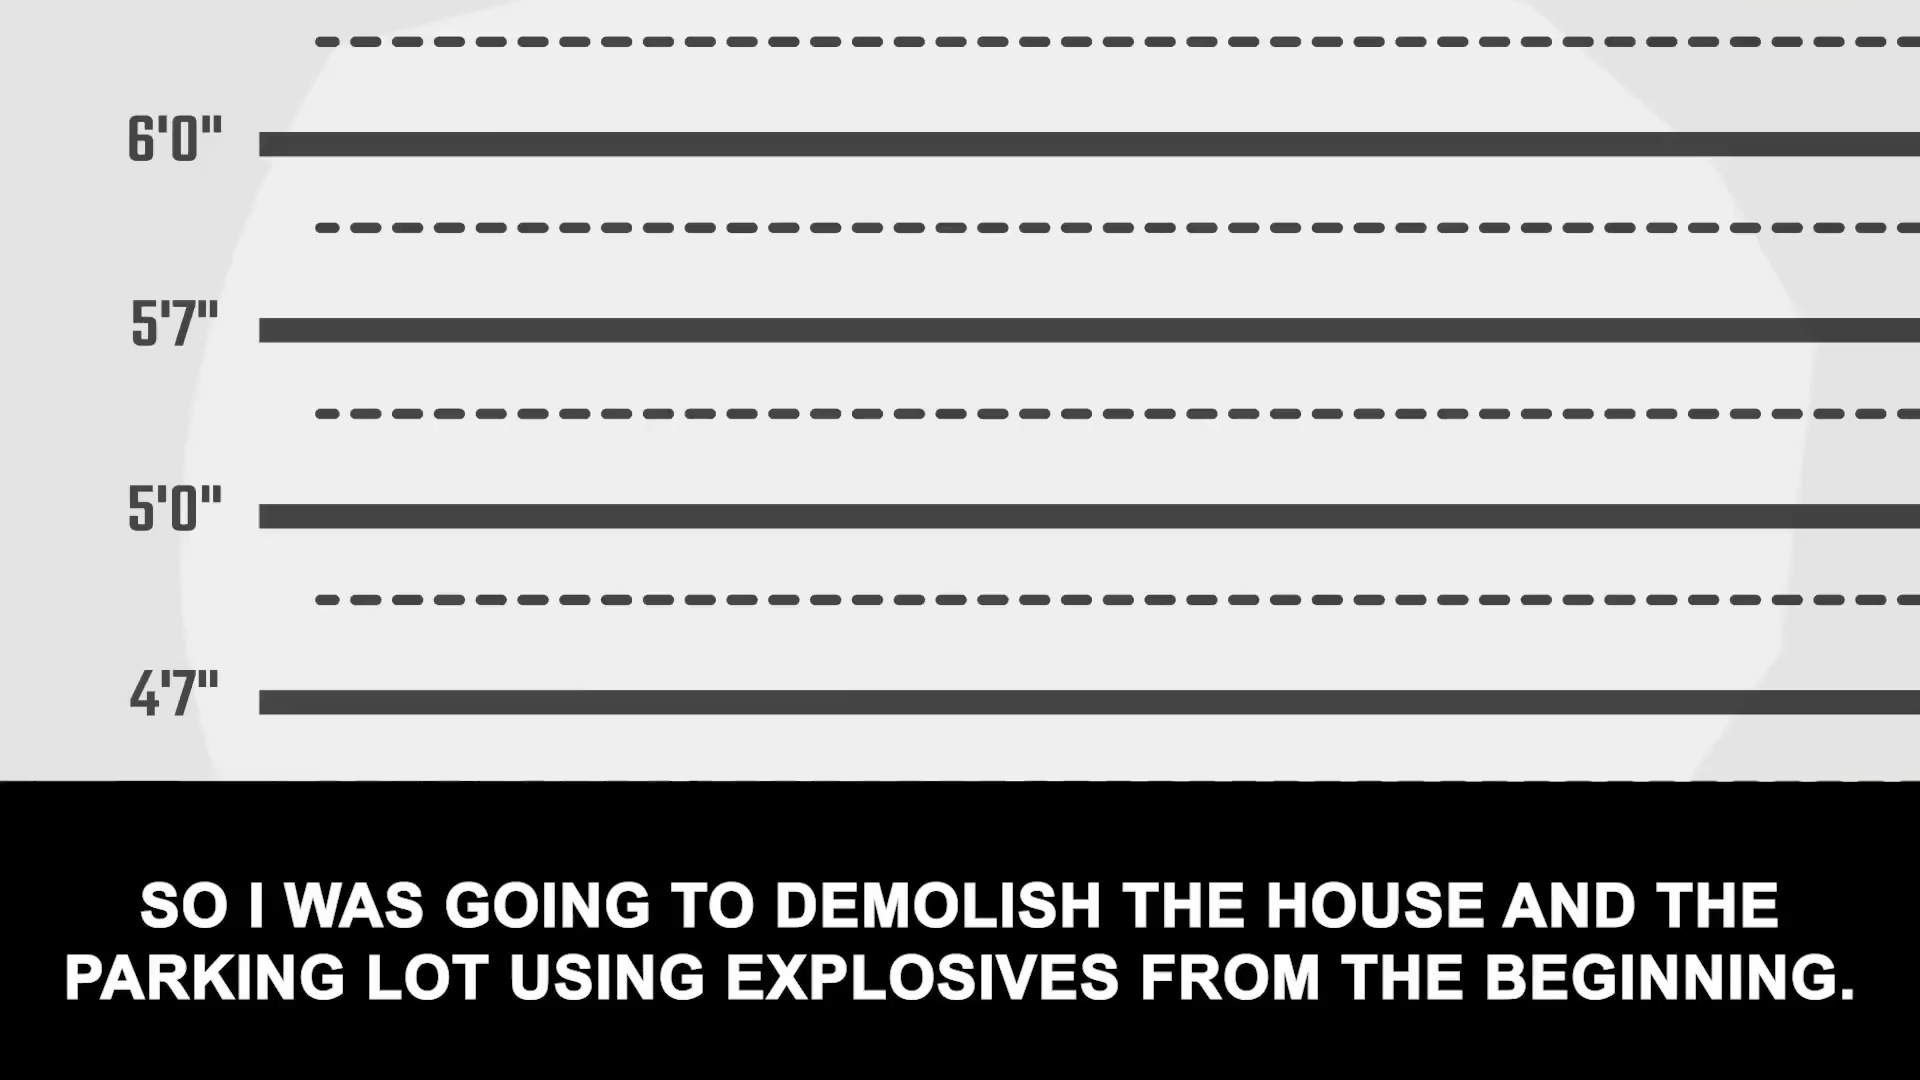 6'0"
5'7"
5'0"
4'7"
SO I WAS GOING TO DEMOLISH THE HOUSE AND THE
PARKING LOT USING EXPLOSIVES FROM THE BEGINNING.